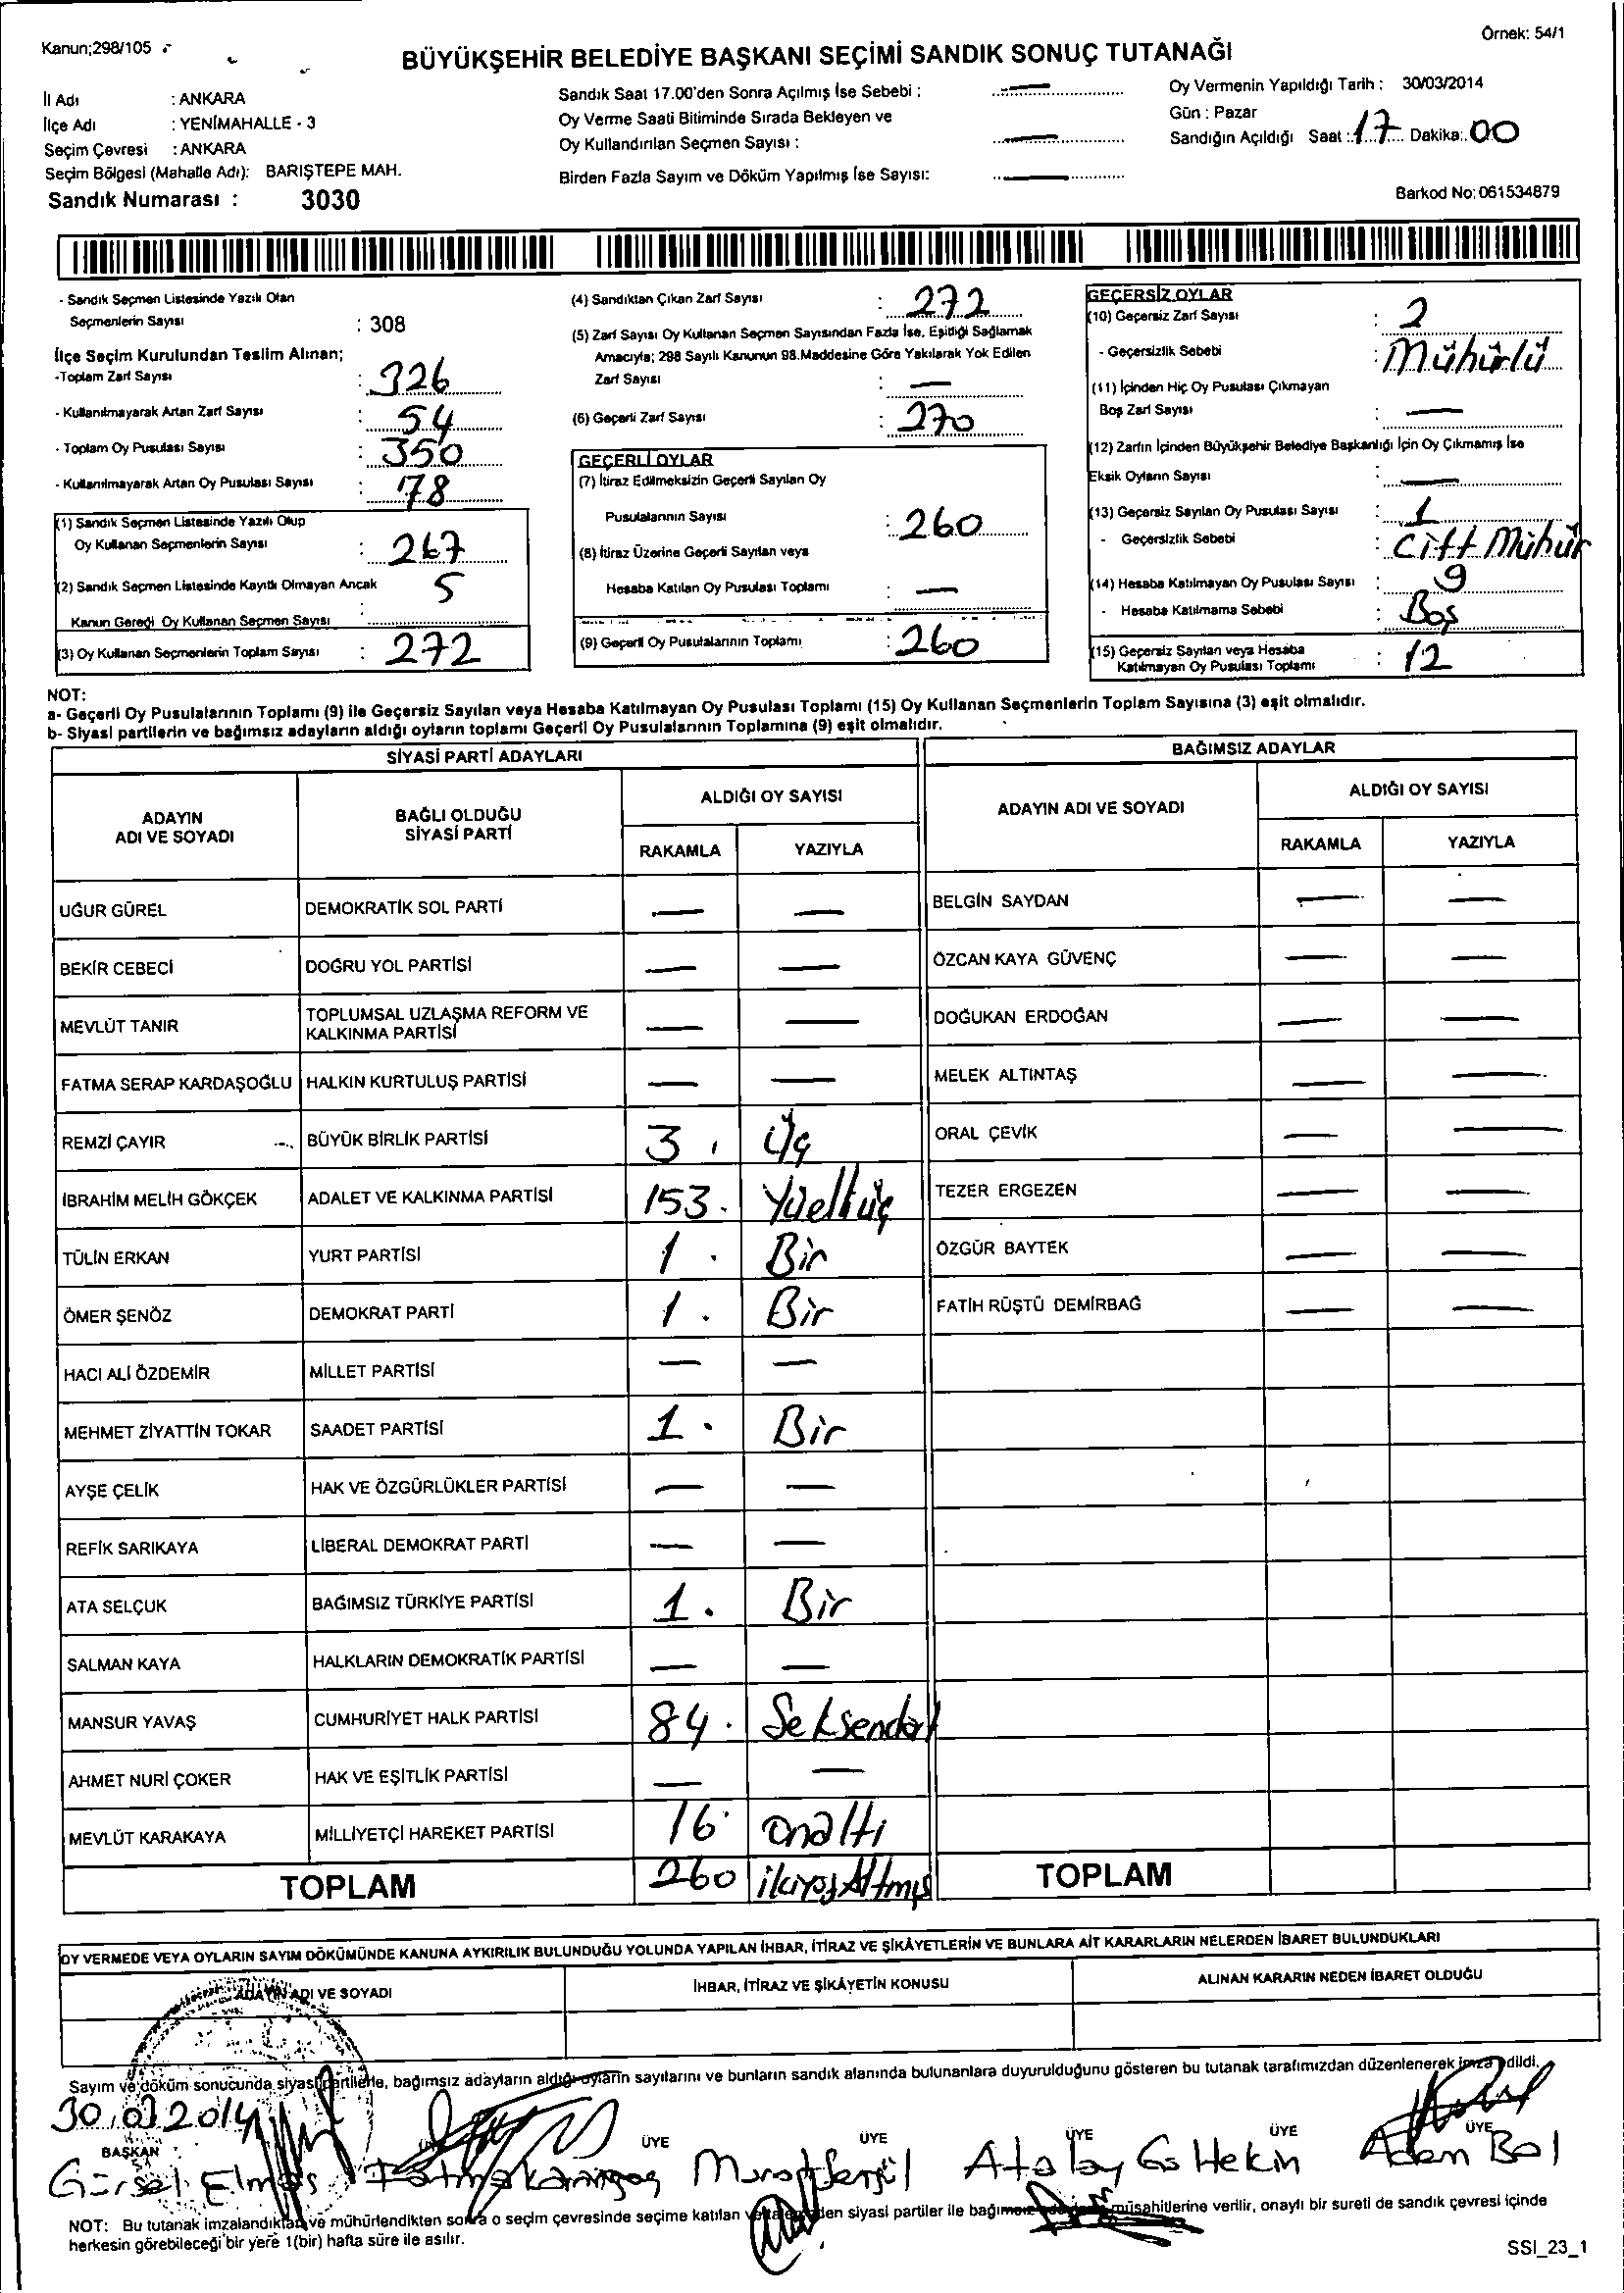 Kanun;298/105
Örnek: 54/1
BÜYÜKŞEHİR BELEDİYE BAŞKANI SEÇİMİ SANDIK SONUÇ TUTANAĞI
İl Adı : ANKARA
İlçe Adı : YENİMAHALLE - 3
Seçim Çevresi : ANKARA
Seçim Bölgesi (Mahalle Adı): BARIŞTEPE MAH.
Sandık Numarası : 3030
Sandık Saat 17.00'den Sonra Açılmış İse Sebebi : —
Oy Verme Saati Bitiminde Sırada Bekleyen ve
Oy Kullandırılan Seçmen Sayısı : —
Birden Fazla Sayım ve Döküm Yapılmış İse Sayısı: —
Oy Vermenin Yapıldığı Tarih : 30/03/2014
Gün : Pazar
Sandığın Açıldığı Saat : 17 Dakika: 00
Barkod No: 061534879
- Sandık Seçmen Listesinde Yazılı Olan
Seçmenlerin Sayısı : 308
İlçe Seçim Kurulundan Teslim Alınan;
-Toplam Zarf Sayısı : 326
- Kullanılmayarak Artan Zarf Sayısı : 54
- Toplam Oy Pusulası Sayısı : 350
- Kullanılmayarak Artan Oy Pusulası Sayısı : 78
(1) Sandık Seçmen Listesinde Yazılı Olup
Oy Kullanan Seçmenlerin Sayısı : 267
(2) Sandık Seçmen Listesinde Kayıtlı Olmayan Ancak
Kanun Gereği Oy Kullanan Seçmen Sayısı : 5
(3) Oy Kullanan Seçmenlerin Toplam Sayısı : 272
(4) Sandıktan Çıkan Zarf Sayısı : 272
(5) Zarf Sayısı Oy Kullanan Seçmen Sayısından Fazla İse, Eşitliği Sağlamak
Amacıyla; 298 Sayılı Kanunun 98.Maddesine Göre Yakılarak Yok Edilen
Zarf Sayısı : —
(6) Geçerli Zarf Sayısı : 270
GEÇERLİ OYLAR
(7) İtiraz Edilmeksizin Geçerli Sayılan Oy
Pusulalarının Sayısı : 260
(8) İtiraz Üzerine Geçerli Sayılan veya
Hesaba Katılan Oy Pusulası Toplamı : —
(9) Geçerli Oy Pusulalarının Toplamı : 260
GEÇERSİZ OYLAR
(10) Geçersiz Zarf Sayısı : 2
- Geçersizlik Sebebi : Mühürlü
(11) İçinden Hiç Oy Pusulası Çıkmayan
Boş Zarf Sayısı : —
(12) Zarfın İçinden Büyükşehir Belediye Başkanlığı İçin Oy Çıkmamış İse
Eksik Oyların Sayısı : —
(13) Geçersiz Sayılan Oy Pusulası Sayısı : 1
- Geçersizlik Sebebi : Cift Mühür
(14) Hesaba Katılmayan Oy Pusulası Sayısı : 9
- Hesaba Katılmama Sebebi : Boş
(15) Geçersiz Sayılan veya Hesaba
Katılmayan Oy Pusulası Toplamı : 12
NOT:
a- Geçerli Oy Pusulalarının Toplamı (9) ile Geçersiz Sayılan veya Hesaba Katılmayan Oy Pusulası Toplamı (15) Oy Kullanan Seçmenlerin Toplam Sayısına (3) eşit olmalıdır.
b- Siyasi partilerin ve bağımsız adayların aldığı oyların toplamı Geçerli Oy Pusulalarının Toplamına (9) eşit olmalıdır.
SİYASİ PARTİ ADAYLARI
ADAYIN
ADI VE SOYADI
BAĞLI OLDUĞU
SİYASİ PARTİ
ALDIĞI OY SAYISI
RAKAMLA YAZIYLA
UĞUR GÜREL DEMOKRATİK SOL PARTİ — —
BEKİR CEBECİ DOĞRU YOL PARTİSİ — —
MEVLÜT TANIR TOPLUMSAL UZLAŞMA REFORM VE
KALKINMA PARTİSİ — —
FATMA SERAP KARDAŞOĞLU HALKIN KURTULUŞ PARTİSİ — —
REMZİ ÇAYIR BÜYÜK BİRLİK PARTİSİ 3 Üç
İBRAHİM MELİH GÖKÇEK ADALET VE KALKINMA PARTİSİ 153. Yüelliüç
TÜLİN ERKAN YURT PARTİSİ 1. Bir
ÖMER ŞENÖZ DEMOKRAT PARTİ 1. Bir
HACI ALİ ÖZDEMİR MİLLET PARTİSİ — —
MEHMET ZİYATTİN TOKAR SAADET PARTİSİ 1. Bir
AYŞE ÇELİK HAK VE ÖZGÜRLÜKLER PARTİSİ — —
REFİK SARIKAYA LİBERAL DEMOKRAT PARTİ — —
ATA SELÇUK BAĞIMSIZ TÜRKİYE PARTİSİ 1. Bir
SALMAN KAYA HALKLARIN DEMOKRATİK PARTİSİ — —
MANSUR YAVAŞ CUMHURİYET HALK PARTİSİ 84. Seksendört
AHMET NURİ ÇOKER HAK VE EŞİTLİK PARTİSİ — —
MEVLÜT KARAKAYA MİLLİYETÇİ HAREKET PARTİSİ 16. onaltı
TOPLAM 260 ikiyüzAltmış
BAĞIMSIZ ADAYLAR
ADAYIN ADI VE SOYADI
ALDIĞI OY SAYISI
RAKAMLA YAZIYLA
BELGİN SAYDAN — —
ÖZCAN KAYA GÜVENÇ — —
DOĞUKAN ERDOĞAN — —
MELEK ALTINTAŞ — —
ORAL ÇEVİK — —
TEZER ERGEZEN — —
ÖZGÜR BAYTEK — —
FATİH RÜŞTÜ DEMİRBAĞ — —
TOPLAM
OY VERMEDE VEYA OYLARIN SAYIM DÖKÜMÜNDE KANUNA AYKIRILIK BULUNDUĞU YOLUNDA YAPILAN İHBAR, İTİRAZ VE ŞİKÂYETLERİN VE BUNLARA AİT KARARLARIN NELERDEN İBARET BULUNDUKLARI
ADAYIN ADI VE SOYADI
İHBAR, İTİRAZ VE ŞİKÂYETİN KONUSU
ALINAN KARARIN NEDEN İBARET OLDUĞU
Sayım ve döküm sonucunda siyasi partilerle, bağımsız adayların aldığı oyların sayılarını ve bunların sandık alanında bulunanlara duyurulduğunu gösteren bu tutanak tarafımızdan düzenlenerek imza edildi.
30.03.2014
BAŞKAN ÜYE ÜYE ÜYE ÜYE ÜYE
Gürsel Elmas Murat Şengül Atalay Göltekin Adem Bal
NOT: Bu tutanak imzalandıktan ve mühürlendikten sonra o seçim çevresinde seçime katılan siyasi partiler ile bağımsız müşahitlerine verilir, onaylı bir sureti de sandık çevresi içinde
herkesin görebileceği bir yere 1(bir) hafta süre ile asılır.
SSI_23_1